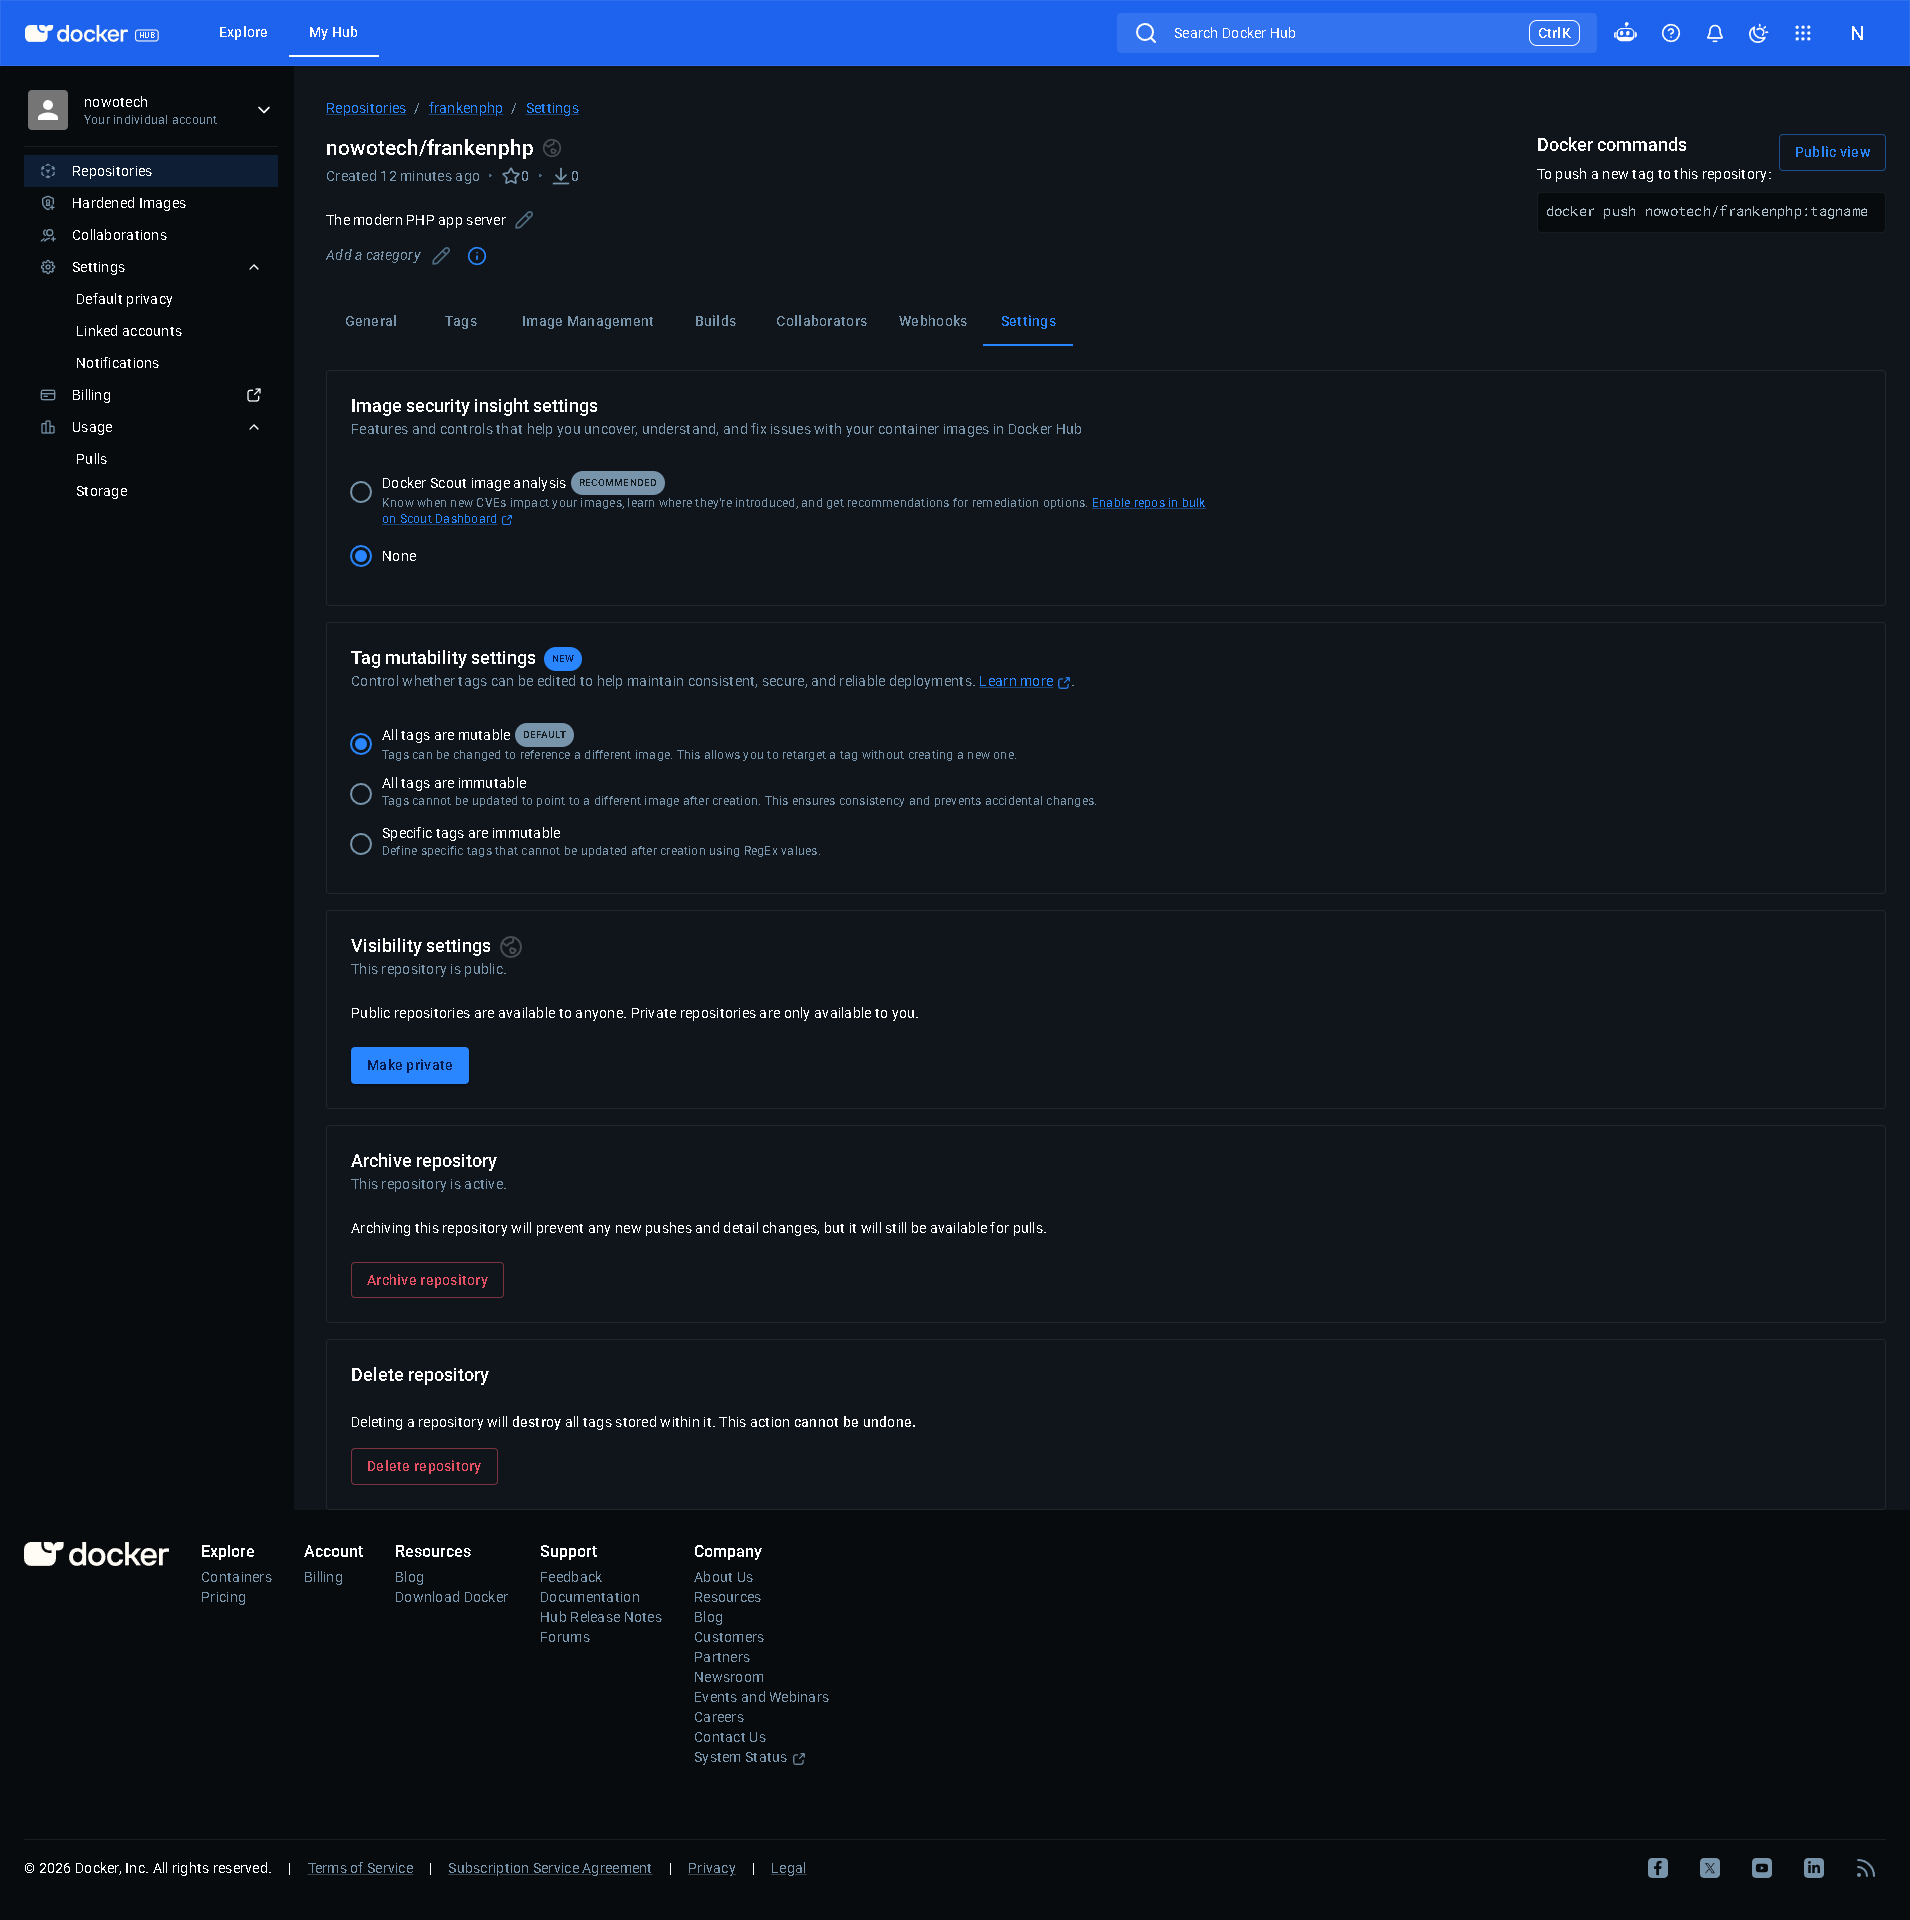 docker HUB
Explore
My Hub
Search Docker Hub
CtrlK
N
nowotech
Your individual account
Repositories
Hardened Images
Collaborations
Settings
Default privacy
Linked accounts
Notifications
Billing
Usage
Pulls
Storage
Repositories / frankenphp / Settings
nowotech/frankenphp
Created 12 minutes ago • 0 • 0
The modern PHP app server
Add a category
Docker commands
Public view
To push a new tag to this repository:
docker push nowotech/frankenphp:tagname
General
Tags
Image Management
Builds
Collaborators
Webhooks
Settings
Image security insight settings
Features and controls that help you uncover, understand, and fix issues with your container images in Docker Hub
Docker Scout image analysis RECOMMENDED
Know when new CVEs impact your images, learn where they're introduced, and get recommendations for remediation options. Enable repos in bulk
on Scout Dashboard
None
Tag mutability settings NEW
Control whether tags can be edited to help maintain consistent, secure, and reliable deployments. Learn more .
All tags are mutable DEFAULT
Tags can be changed to reference a different image. This allows you to retarget a tag without creating a new one.
All tags are immutable
Tags cannot be updated to point to a different image after creation. This ensures consistency and prevents accidental changes.
Specific tags are immutable
Define specific tags that cannot be updated after creation using RegEx values.
Visibility settings
This repository is public.
Public repositories are available to anyone. Private repositories are only available to you.
Make private
Archive repository
This repository is active.
Archiving this repository will prevent any new pushes and detail changes, but it will still be available for pulls.
Archive repository
Delete repository
Deleting a repository will destroy all tags stored within it. This action cannot be undone.
Delete repository
docker
Explore
Containers
Pricing
Account
Billing
Resources
Blog
Download Docker
Support
Feedback
Documentation
Hub Release Notes
Forums
Company
About Us
Resources
Blog
Customers
Partners
Newsroom
Events and Webinars
Careers
Contact Us
System Status
© 2026 Docker, Inc. All rights reserved. | Terms of Service | Subscription Service Agreement | Privacy | Legal